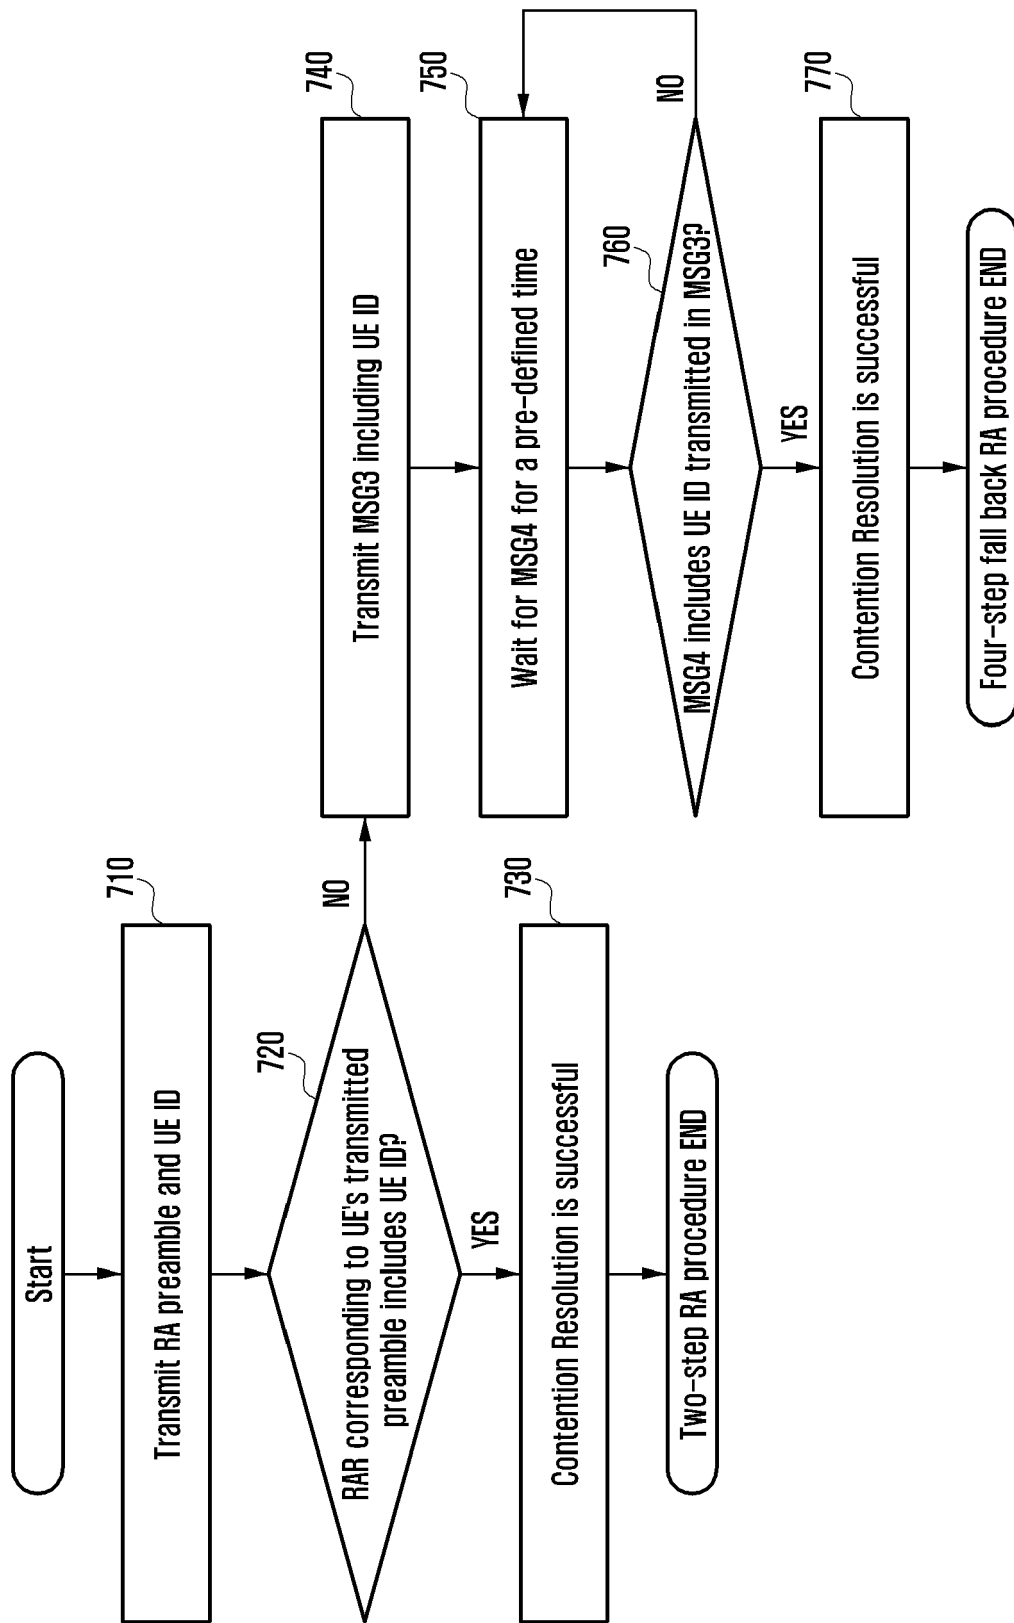 Start
710
Transmit RA preamble and UE ID
720
RAR corresponding to UE's transmitted
preamble includes UE ID?
NO
YES
730
Contention Resolution is successful
Two-step RA procedure END
740
Transmit MSG3 including UE ID
750
Wait for MSG4 for a pre-defined time
760
MSG4 includes UE ID transmitted in MSG3?
NO
YES
770
Contention Resolution is successful
Four-step fall back RA procedure END